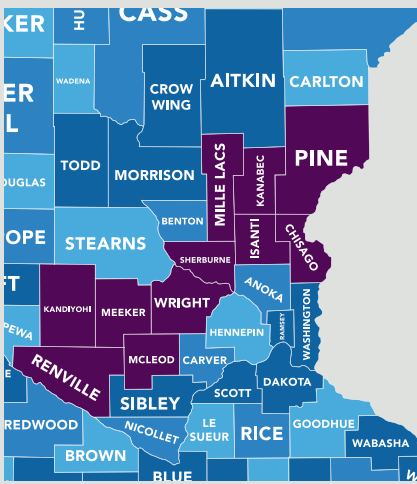 KER
HU
CASS
WADENA
CROW
WING
AITKIN
CARLTON
ER
L
TODD
MORRISON
MILLE LACS
KANABEC
PINE
OUGLAS
BENTON
OPE
STEARNS
ISANTI
CHISAGO
SHERBURNE
FT
KANDIYOHI
MEEKER
WRIGHT
ANOKA
WASHINGTON
RAMSEY
HENNEPIN
PEWA
RENVILLE
MCLEOD
CARVER
E
SIBLEY
SCOTT
DAKOTA
REDWOOD
NICOLLET
LE
SUEUR
RICE
GOODHUE
BROWN
WABASHA
BLUE
W